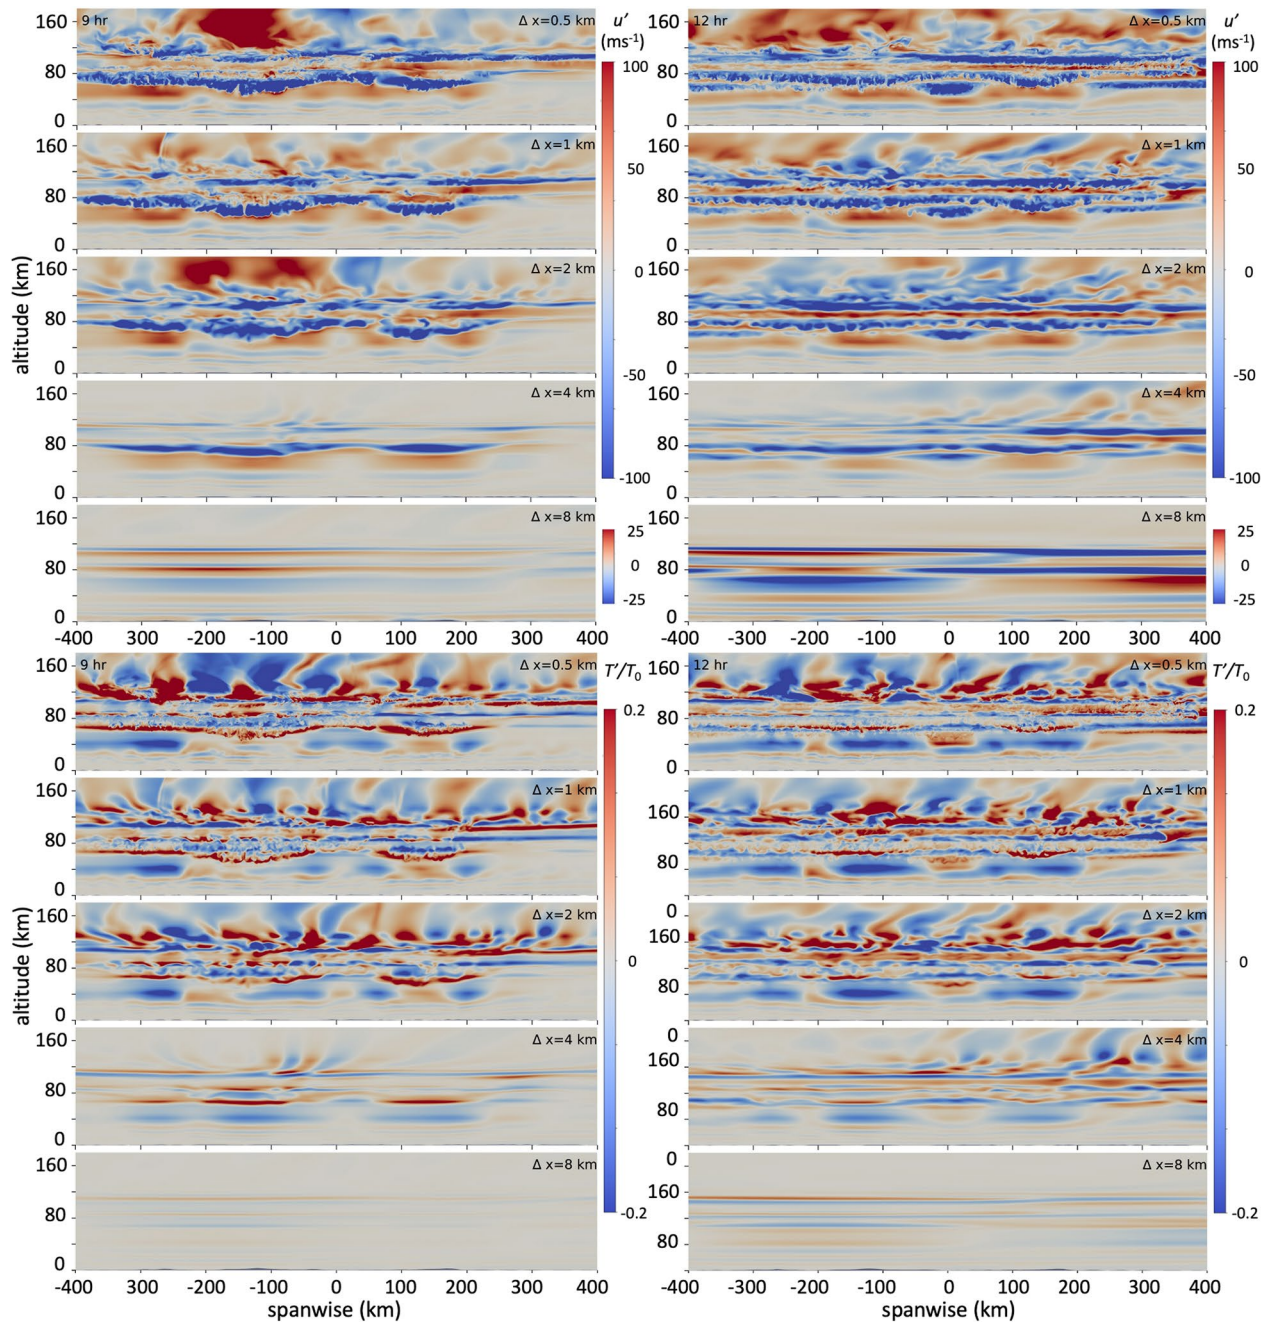 9 hr
Δ x=0.5 km
u'
(ms-1)
160
80
0
100
Δ x=1 km
160
80
0
50
Δ x=2 km
160
80
0
0
altitude (km)
Δ x=4 km
160
80
0
-50
-100
Δ x=8 km
160
80
0
25
0
-25
-400 -300 -200 -100 0 100 200 300 400
12 hr
Δ x=0.5 km
u'
(ms-1)
160
80
0
100
Δ x=1 km
160
80
0
50
Δ x=2 km
160
80
0
0
Δ x=4 km
160
80
0
-50
-100
Δ x=8 km
160
80
0
25
0
-25
-400 -300 -200 -100 0 100 200 300 400
9 hr
Δ x=0.5 km
T'/T0
160
80
0
0.2
Δ x=1 km
160
80
0
Δ x=2 km
160
80
0
0
altitude (km)
Δ x=4 km
160
80
0
Δ x=8 km
160
80
0
-0.2
-400 -300 -200 -100 0 100 200 300 400
spanwise (km)
12 hr
Δ x=0.5 km
T'/T0
160
80
0
0.2
Δ x=1 km
160
80
0
Δ x=2 km
160
80
0
0
Δ x=4 km
160
80
0
Δ x=8 km
160
80
-0.2
-400 -300 -200 -100 0 100 200 300 400
spanwise (km)